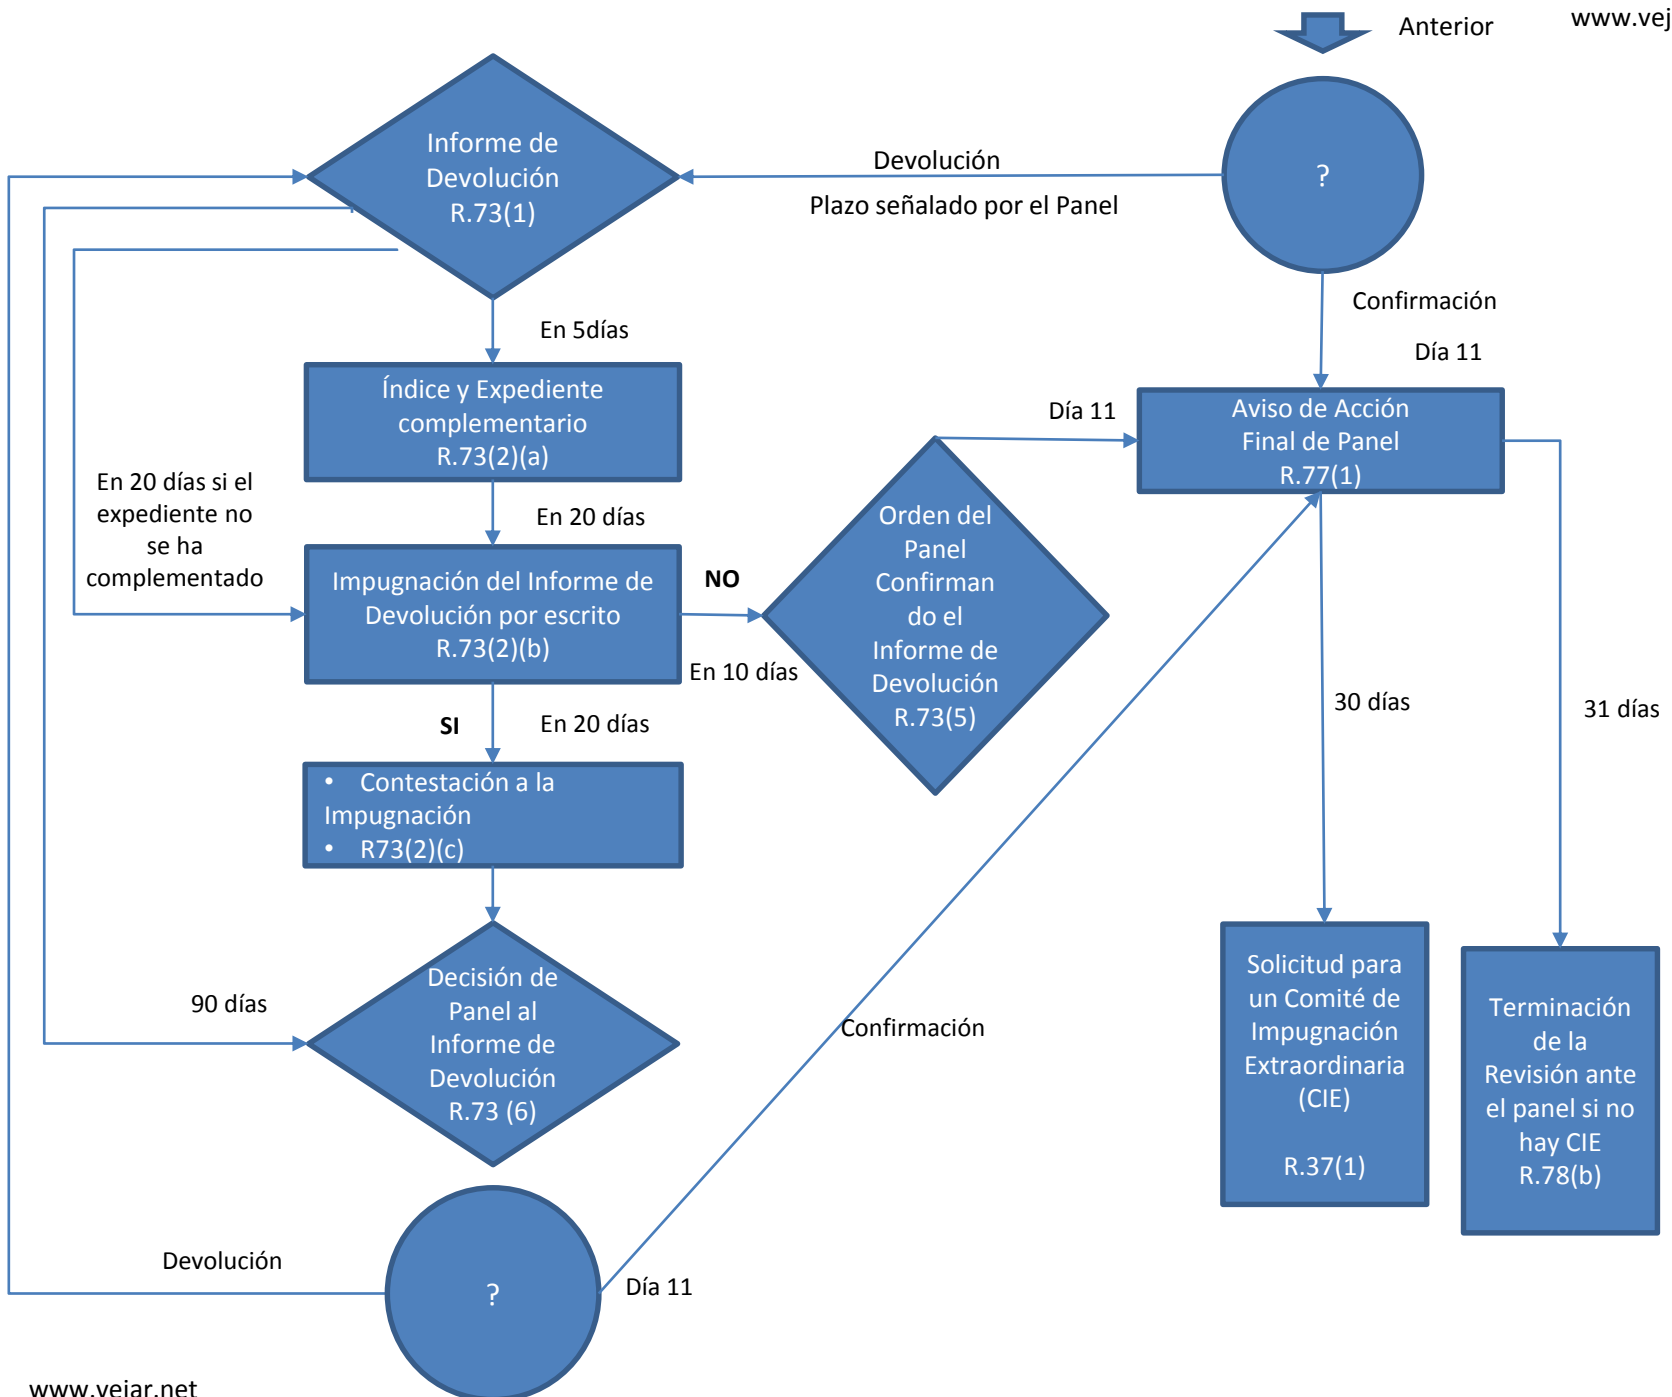 Anterior
www.vej
Informe de
Devolución
R.73(1)
Devolución
Plazo señalado por el Panel
?
Confirmación
Día 11
En 5días
Índice y Expediente
complementario
R.73(2)(a)
Día 11
Aviso de Acción
Final de Panel
R.77(1)
En 20 días si el
expediente no
se ha
complementado
En 20 días
Impugnación del Informe de
Devolución por escrito
R.73(2)(b)
NO
En 10 días
Orden del
Panel
Confirman
do el
Informe de
Devolución
R.73(5)
SI
En 20 días
30 días
31 días
• Contestación a la
Impugnación
• R73(2)(c)
90 días
Decisión de
Panel al
Informe de
Devolución
R.73 (6)
Confirmación
Solicitud para
un Comité de
Impugnación
Extraordinaria
(CIE)
R.37(1)
Terminación
de la
Revisión ante
el panel si no
hay CIE
R.78(b)
Devolución
?
Día 11
www.vejar.net